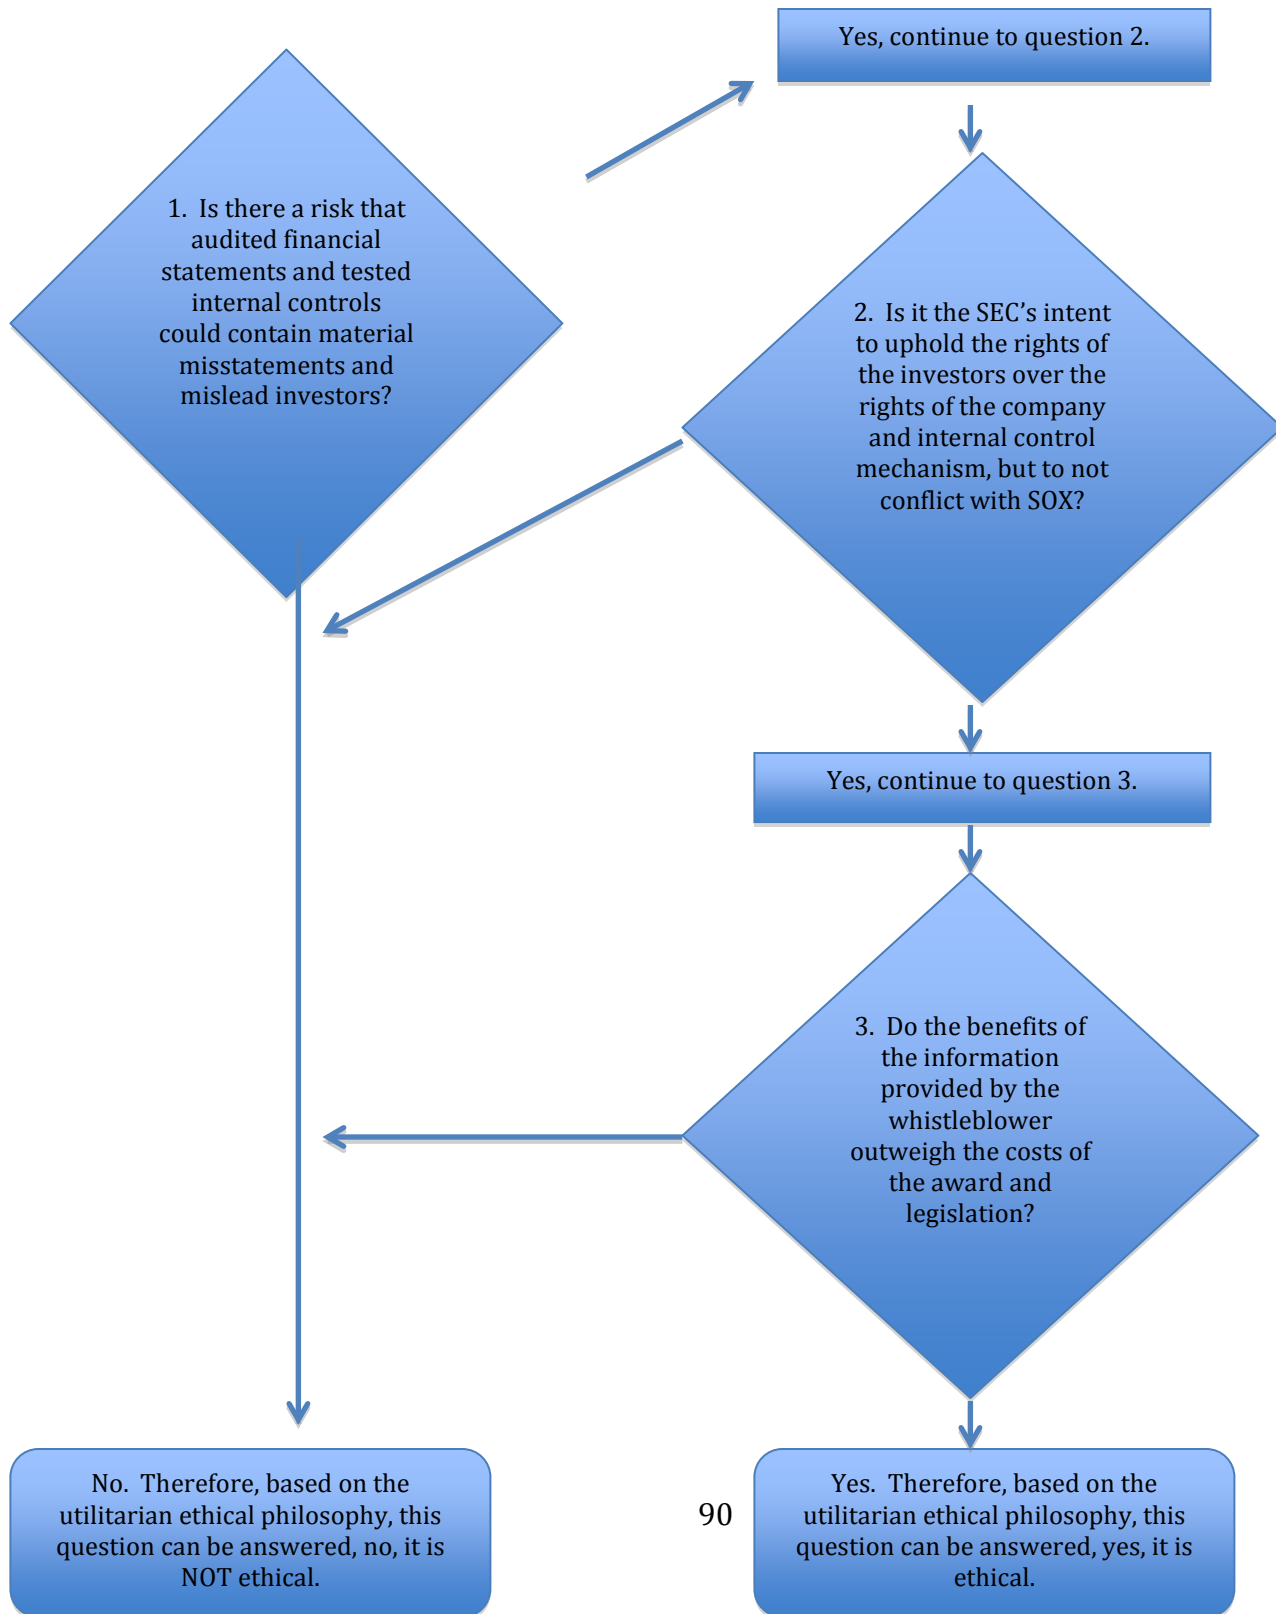 Yes, continue to question 2.
1. Is there a risk that
audited financial
statements and tested
internal controls
could contain material
misstatements and
mislead investors?
2. Is it the SEC’s intent
to uphold the rights of
the investors over the
rights of the company
and internal control
mechanism, but to not
conflict with SOX?
Yes, continue to question 3.
3. Do the benefits of
the information
provided by the
whistleblower
outweigh the costs of
the award and
legislation?
No. Therefore, based on the
utilitarian ethical philosophy, this
question can be answered, no, it is
NOT ethical.
90
Yes. Therefore, based on the
utilitarian ethical philosophy, this
question can be answered, yes, it is
ethical.